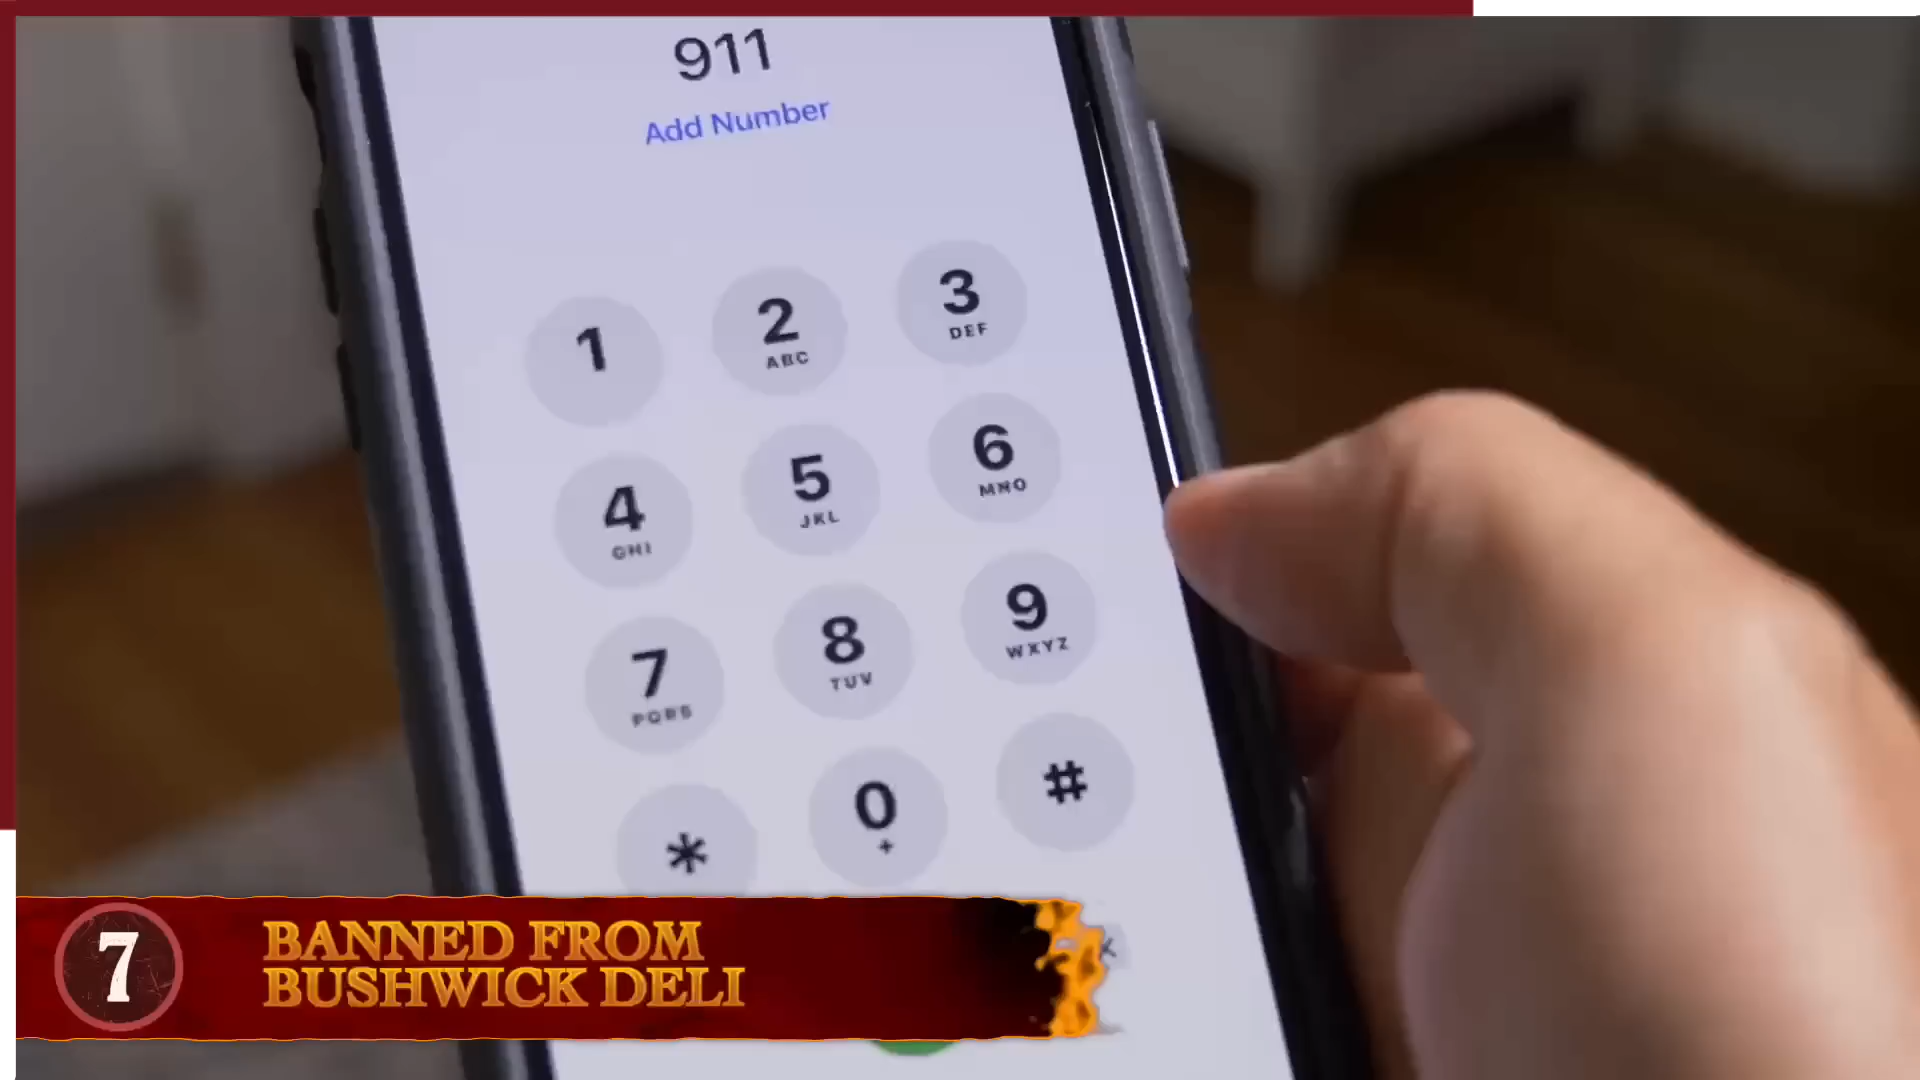 911
Add Number
1
2
ABC
3
DEF
4
GHI
5
JKL
6
MNO
7
PQRS
8
TUV
9
WXYZ
*
0
+
#
7
BANNED FROM
BUSHWICK DELI